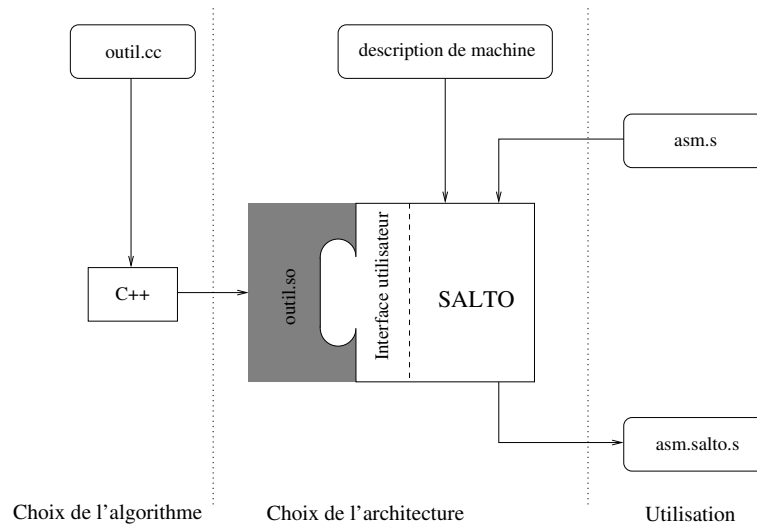 outil.cc
description de machine
asm.s
C++
outil.so
Interface utilisateur
SALTO
asm.salto.s
Choix de l'algorithme
Choix de l'architecture
Utilisation